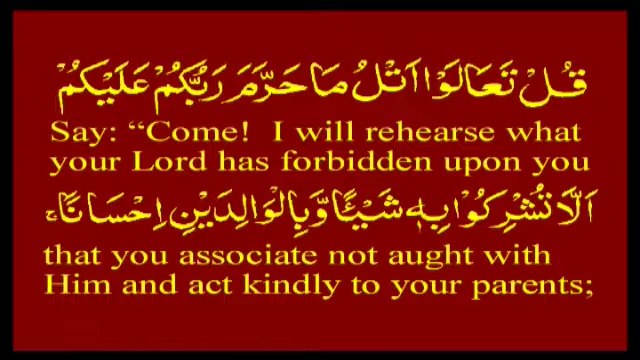 قُلْ تَعَالَوْا اَتْلُ مَا حَرَّمَ رَبُّكُمْ عَلَيْكُمْ
Say: “Come!  I will rehearse what
your Lord has forbidden upon you
اَلَّا تُشْرِكُوْا بِهٖ شَيْـًٔا وَّبِالْوَالِدَيْنِ اِحْسَانًاۚ
that you associate not aught with
Him and act kindly to your parents;